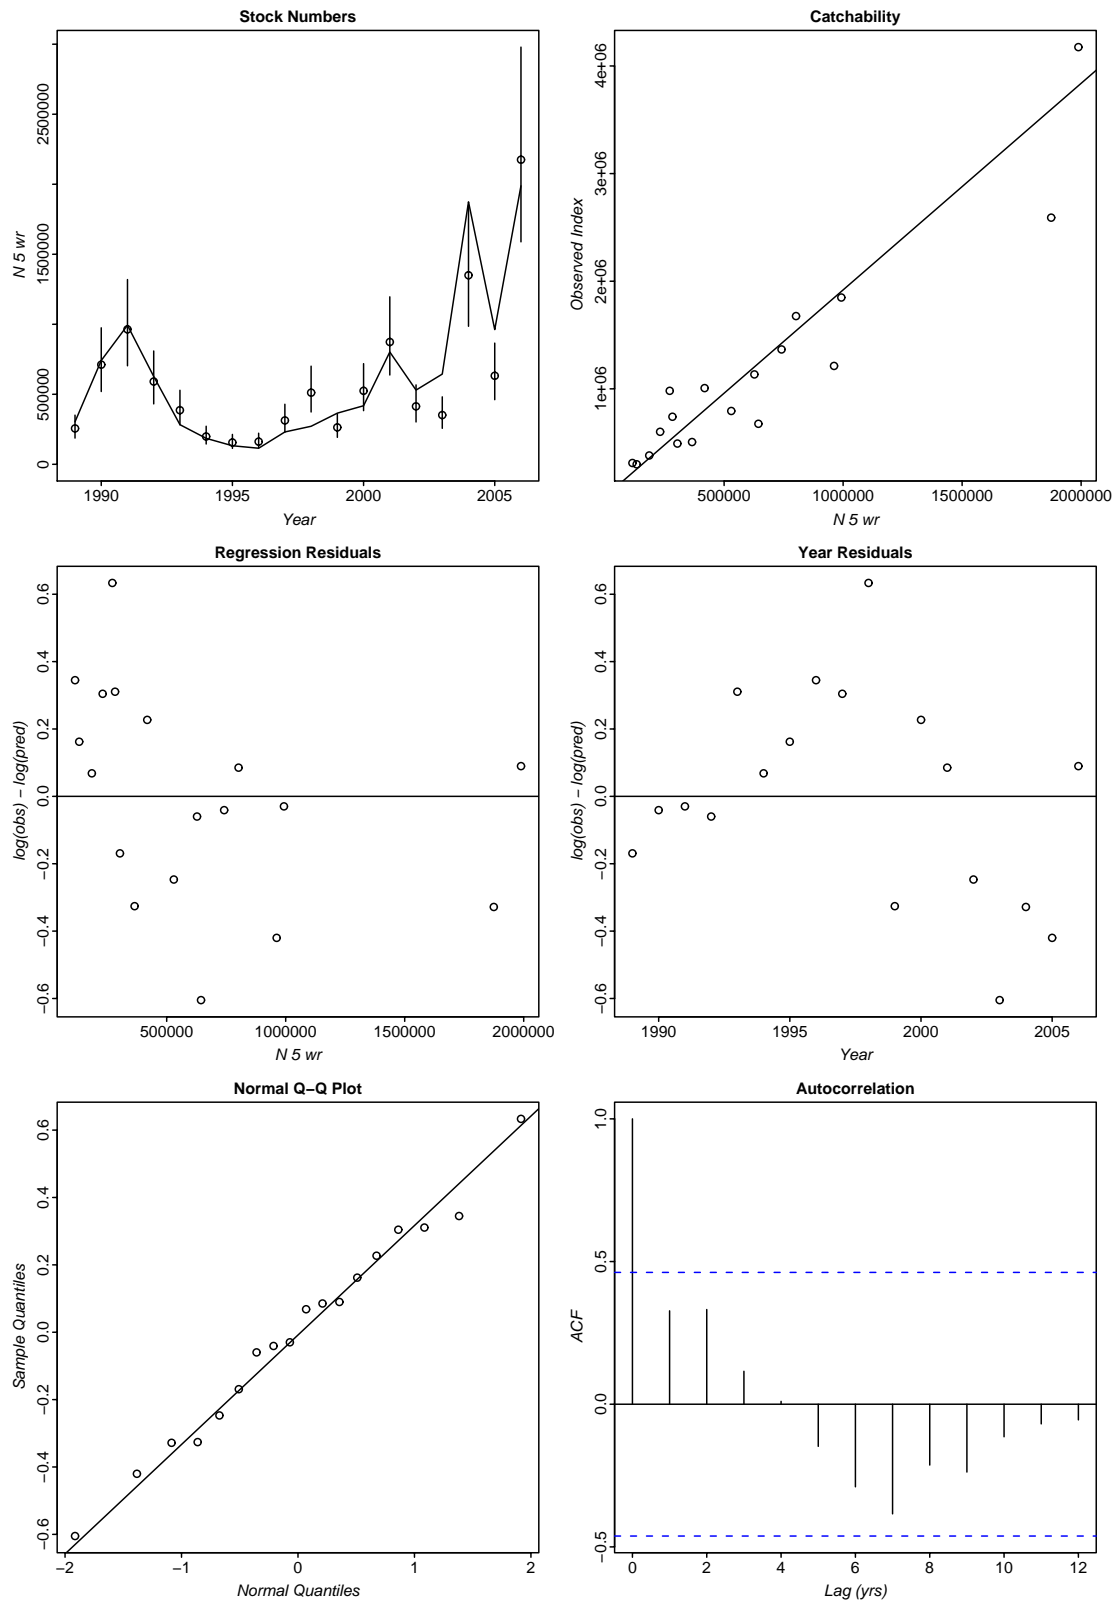 Stock Numbers
N 5 wr
0 500000 1500000 2500000
1990 1995 2000 2005
Year
Catchability
Observed Index
1e+06 2e+06 3e+06 4e+06
500000 1000000 1500000 2000000
N 5 wr
Regression Residuals
log(obs) − log(pred)
−0.6 −0.4 −0.2 0.0 0.2 0.4 0.6
500000 1000000 1500000 2000000
N 5 wr
Year Residuals
log(obs) − log(pred)
−0.6 −0.4 −0.2 0.0 0.2 0.4 0.6
1990 1995 2000 2005
Year
Normal Q−Q Plot
Sample Quantiles
−0.6 −0.4 −0.2 0.0 0.2 0.4 0.6
−2 −1 0 1 2
Normal Quantiles
Autocorrelation
ACF
−0.5 0.0 0.5 1.0
0 2 4 6 8 10 12
Lag (yrs)